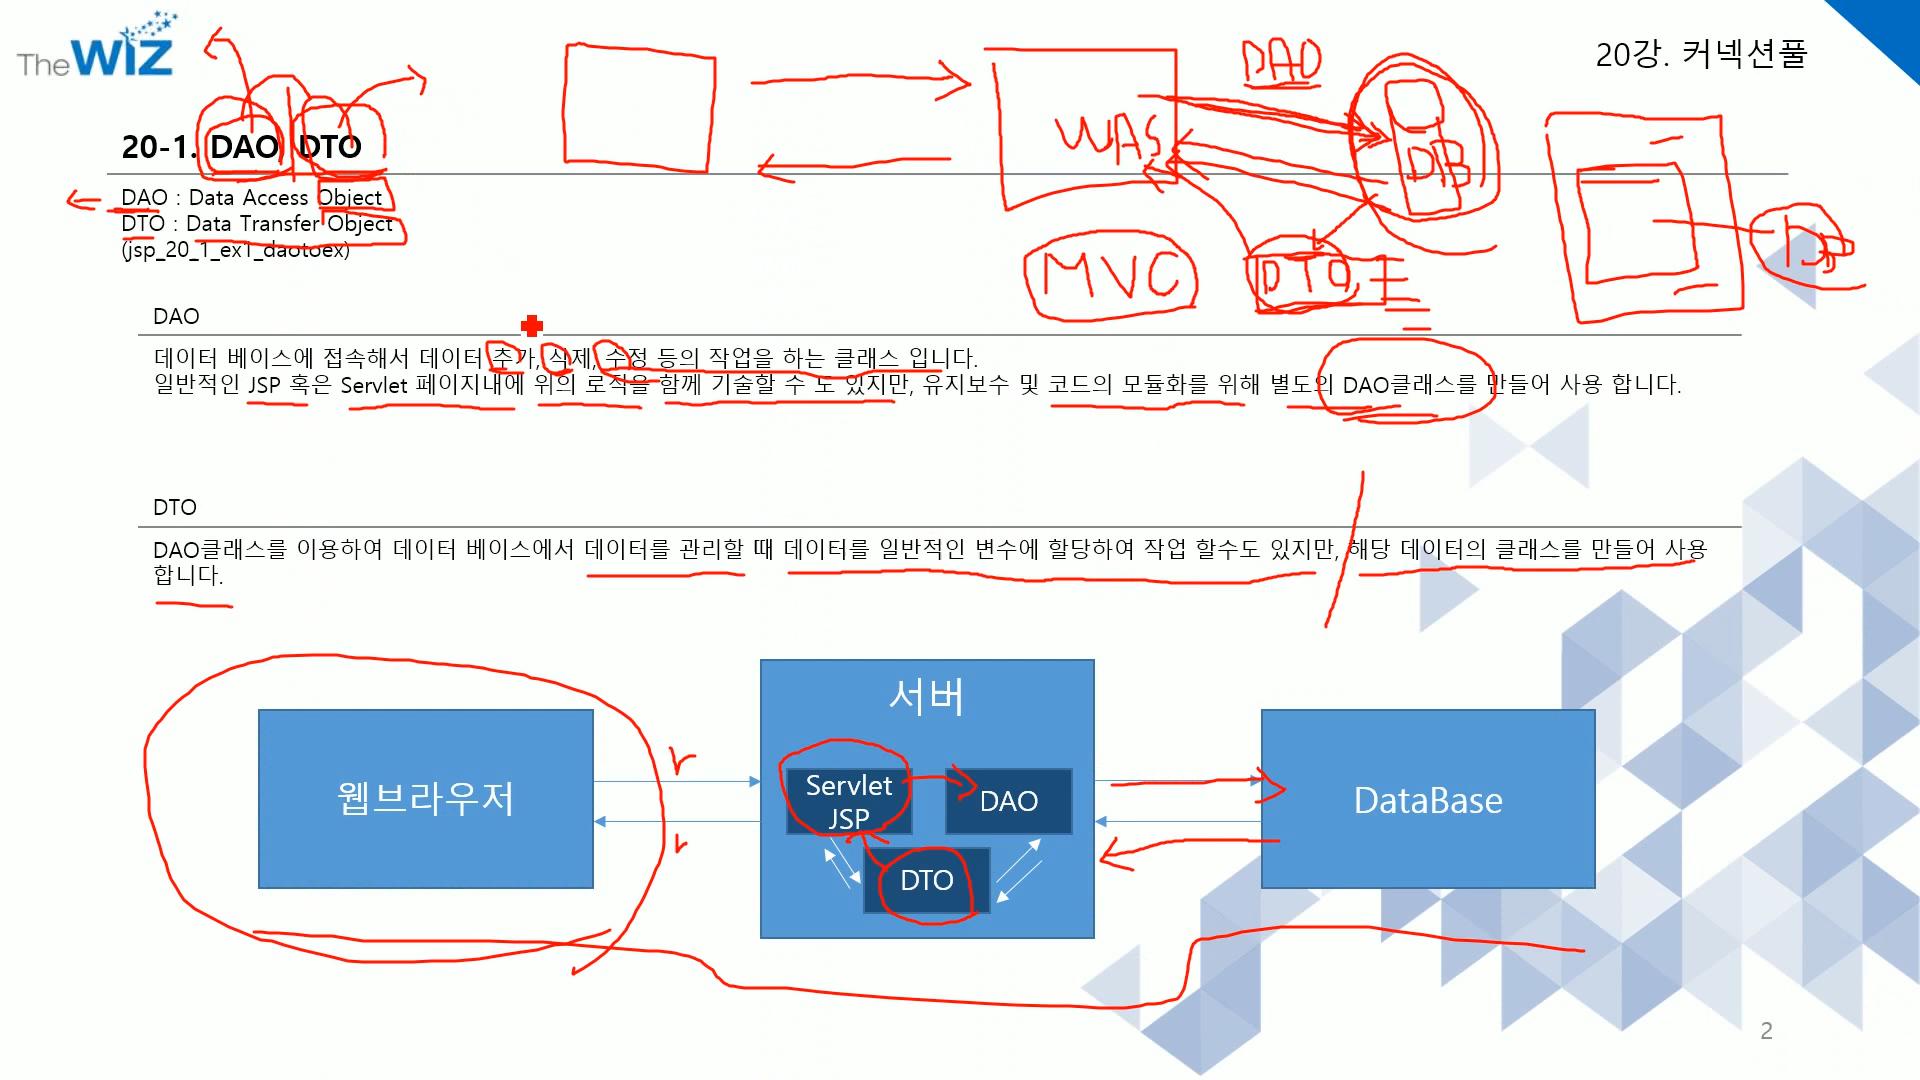 The WIZ
20강. 커넥션풀
DAO
WAS
DB
20-1. DAO DTO
DAO : Data Access Object
DTO : Data Transfer Object
(jsp_20_1_ex1_daotoex)
MVC
DTO
DAO
데이터 베이스에 접속해서 데이터 추가, 삭제, 수정 등의 작업을 하는 클래스 입니다.
일반적인 JSP 혹은 Servlet 페이지내에 위의 로직을 함께 기술할 수 도 있지만, 유지보수 및 코드의 모듈화를 위해 별도의 DAO클래스를 만들어 사용 합니다.
DTO
DAO클래스를 이용하여 데이터 베이스에서 데이터를 관리할 때 데이터를 일반적인 변수에 할당하여 작업 할수도 있지만, 해당 데이터의 클래스를 만들어 사용
합니다.
서버
웹브라우저
Servlet
JSP
DAO
DTO
DataBase
r
2